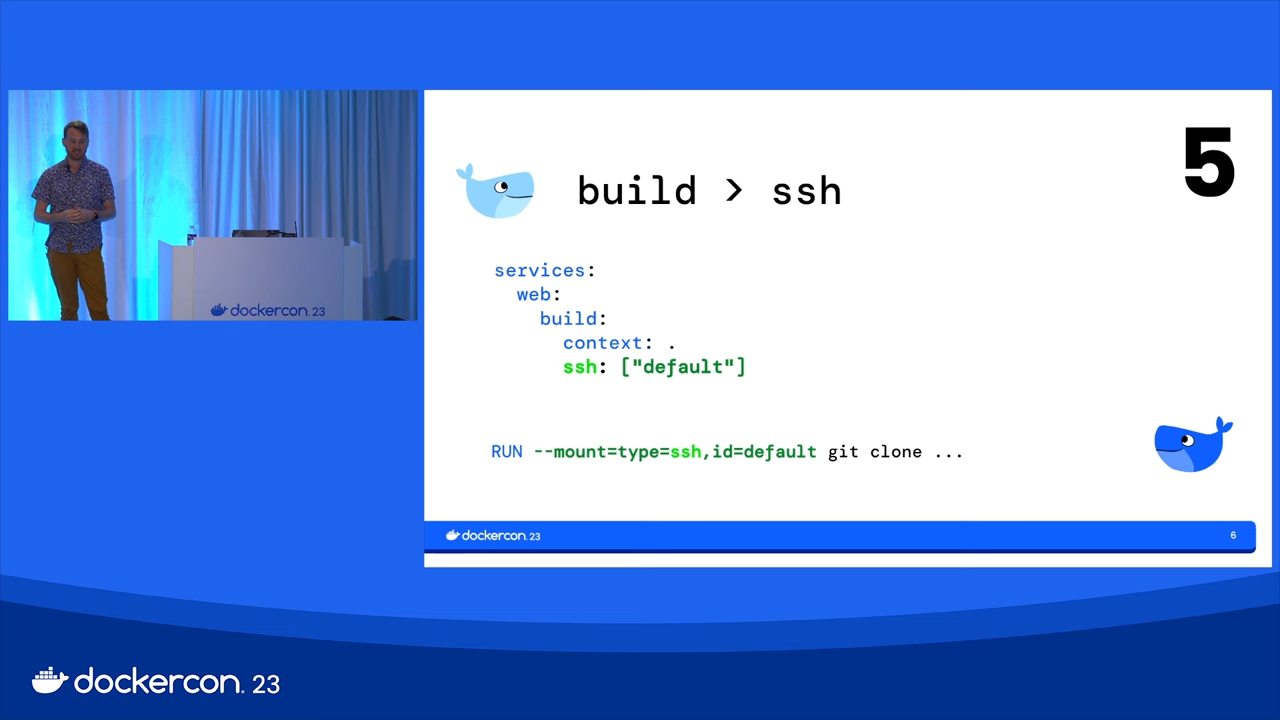 5
build > ssh
services:
  web:
    build:
      context: .
      ssh: ["default"]
RUN --mount=type=ssh,id=default git clone ...
dockercon. 23
6
dockercon. 23
dockercon. 23